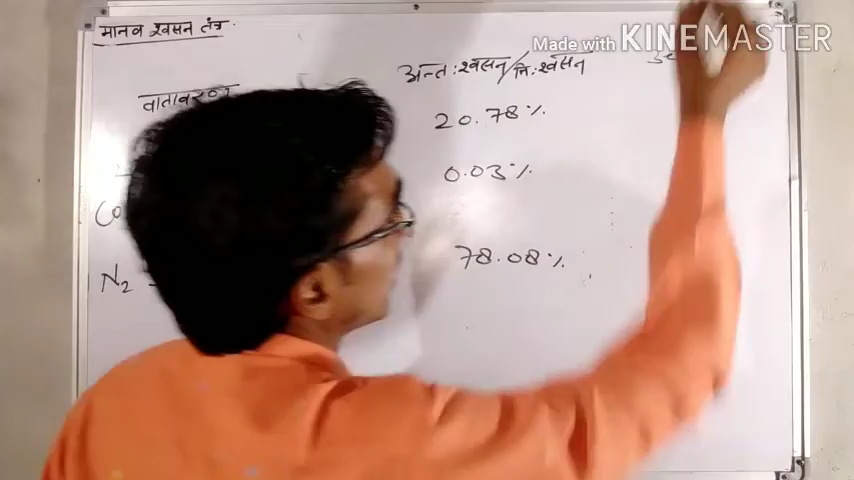 मानव श्वसन तंत्र
Made with KINEMASTER
अन्तःश्वसन/निःश्वसन
वातावरण
20.78%
0.03%
CO
78.08%
N2